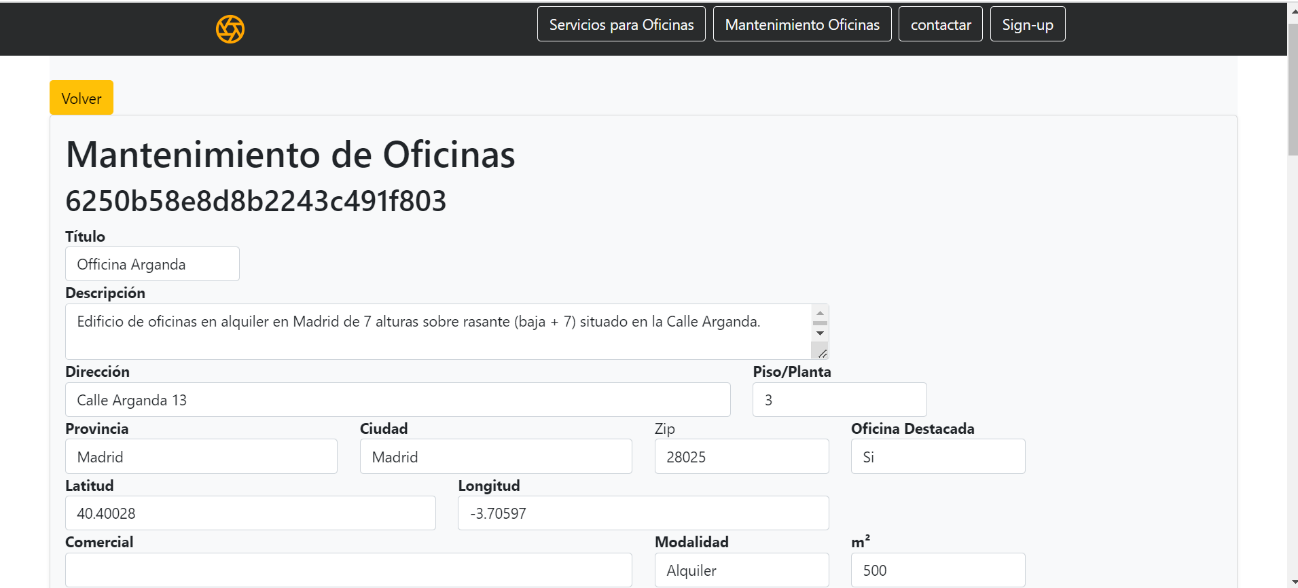 Servicios para Oficinas Mantenimiento Oficinas contactar Sign-up
Volver
Mantenimiento de Oficinas
6250b58e8d8b2243c491f803
Título
Officina Arganda
Descripción
Edificio de oficinas en alquiler en Madrid de 7 alturas sobre rasante (baja + 7) situado en la Calle Arganda.
Dirección Piso/Planta
Calle Arganda 13 3
Provincia Ciudad Zip Oficina Destacada
Madrid Madrid 28025 Si
Latitud Longitud
40.40028 -3.70597
Comercial Modalidad m²
Alquiler 500